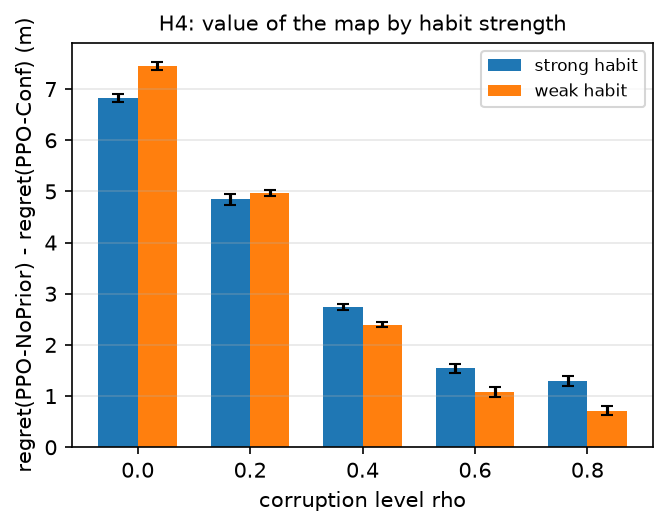 H4: value of the map by habit strength
regret(PPO-NoPrior) - regret(PPO-Conf) (m)
7
6
5
4
3
2
1
0
strong habit
weak habit
0.0 0.2 0.4 0.6 0.8
corruption level rho